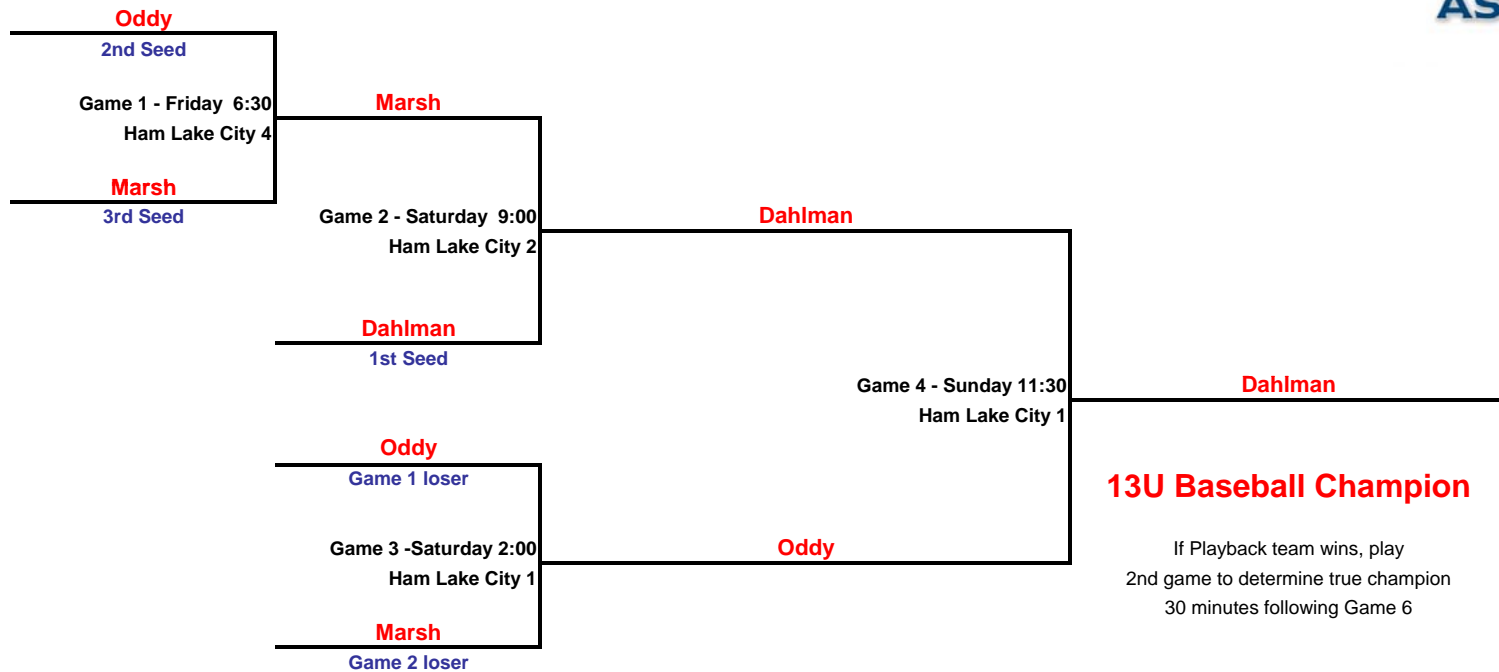 AS
Oddy
2nd Seed
Game 1 - Friday  6:30
Ham Lake City 4
Marsh
Marsh
3rd Seed
Game 2 - Saturday  9:00
Ham Lake City 2
Dahlman
Dahlman
1st Seed
Game 4 - Sunday 11:30
Ham Lake City 1
Dahlman
Oddy
Game 1 loser
13U Baseball Champion
Game 3 -Saturday 2:00
Ham Lake City 1
Oddy
If Playback team wins, play
2nd game to determine true champion
30 minutes following Game 6
Marsh
Game 2 loser